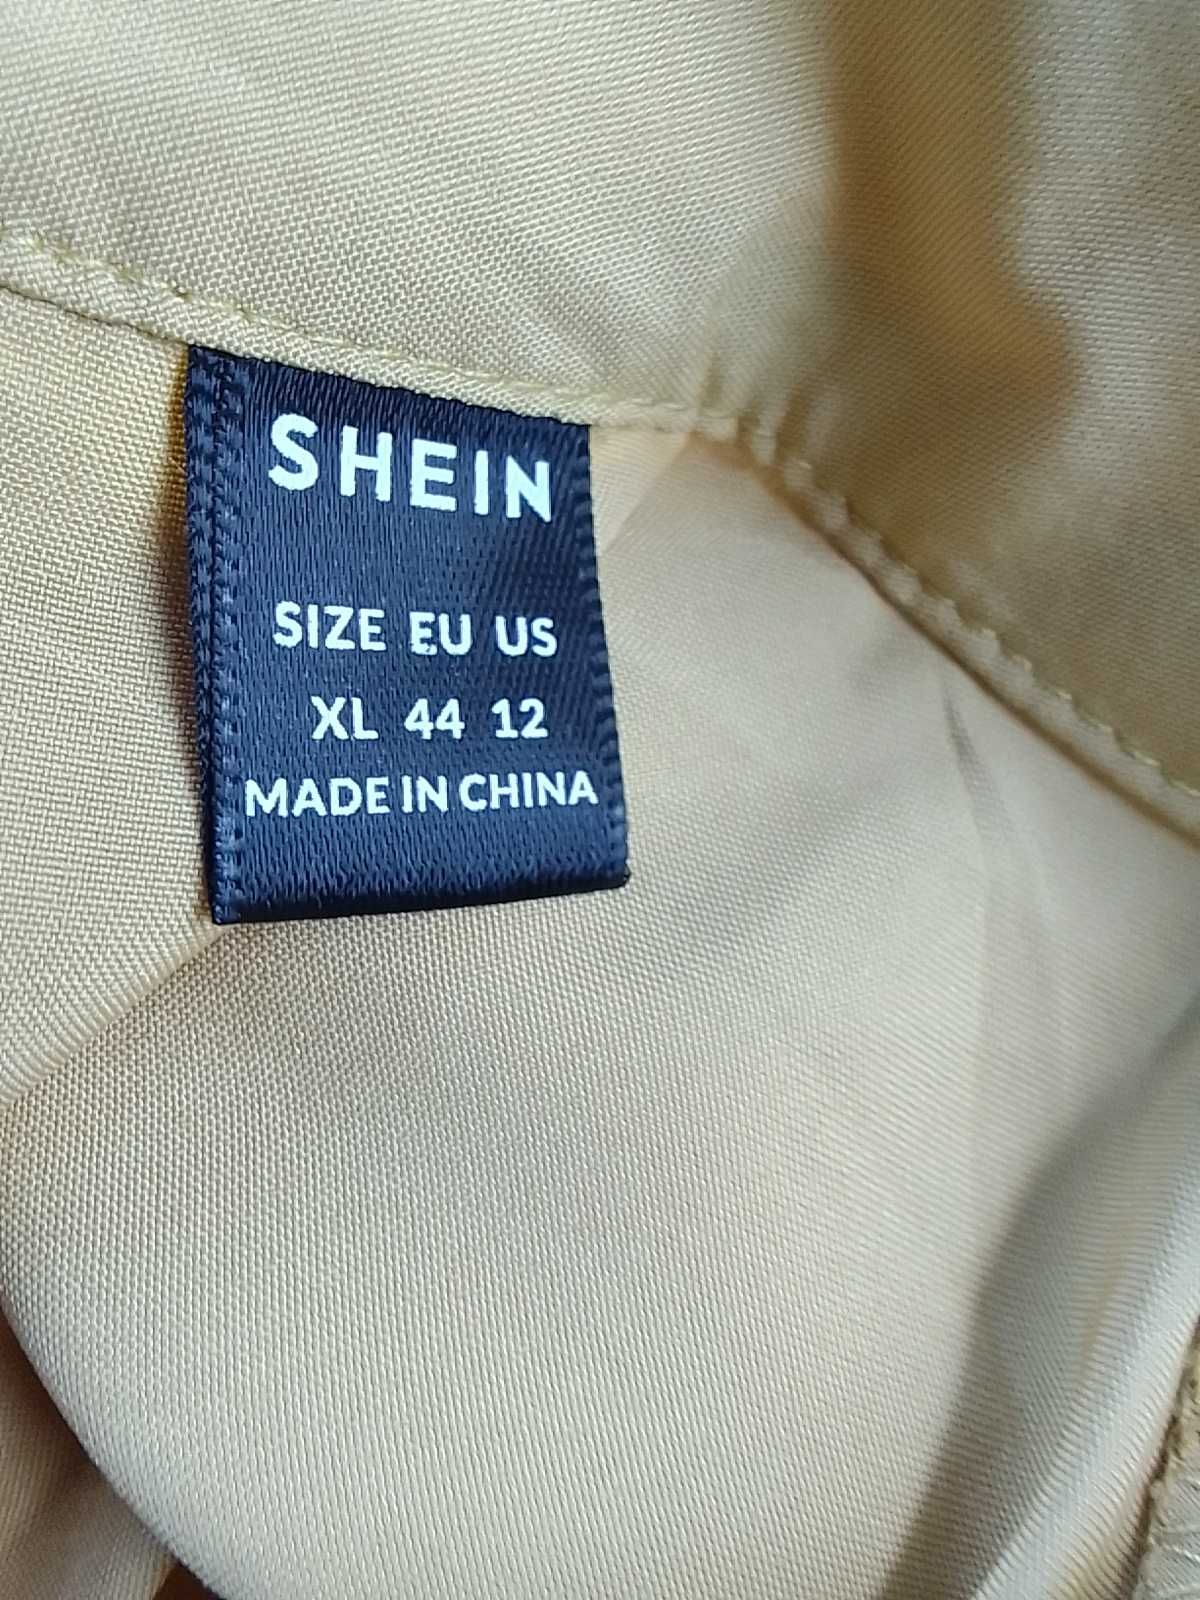 SHEIN
SIZE EU US
XL 44 12
MADE IN CHINA